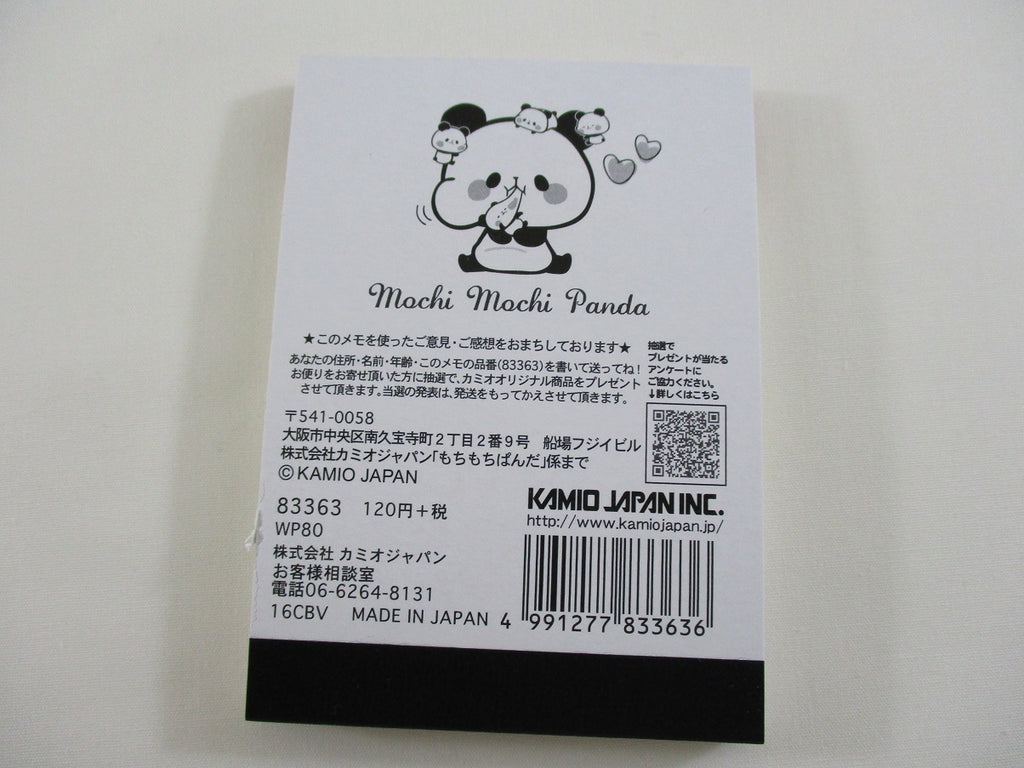 Mochi Mochi Panda
★このメモを使ったご意見・ご感想をおまちしております★
あなたの住所・名前・年齢・このメモの品番(83363)を書いて送ってね!
お便りをお寄せ頂いた方に抽選で、カミオオリジナル商品をプレゼント
させて頂きます。当選の発表は、発送をもってかえさせて頂きます。
抽選で
プレゼントが当たる
アンケートに
ご協力ください。
↓詳しくはこちら
〒541-0058
大阪市中央区南久宝寺町2丁目2番9号 船場フジイビル
株式会社カミオジャパン「もちもちぱんだ」係まで
©KAMIO JAPAN
KAMIO JAPAN INC.
http://www.kamiojapan.jp/
83363 120円+税
WP80
株式会社 カミオジャパン
お客様相談室
電話06-6264-8131
16CBV MADE IN JAPAN
4 991277 833636